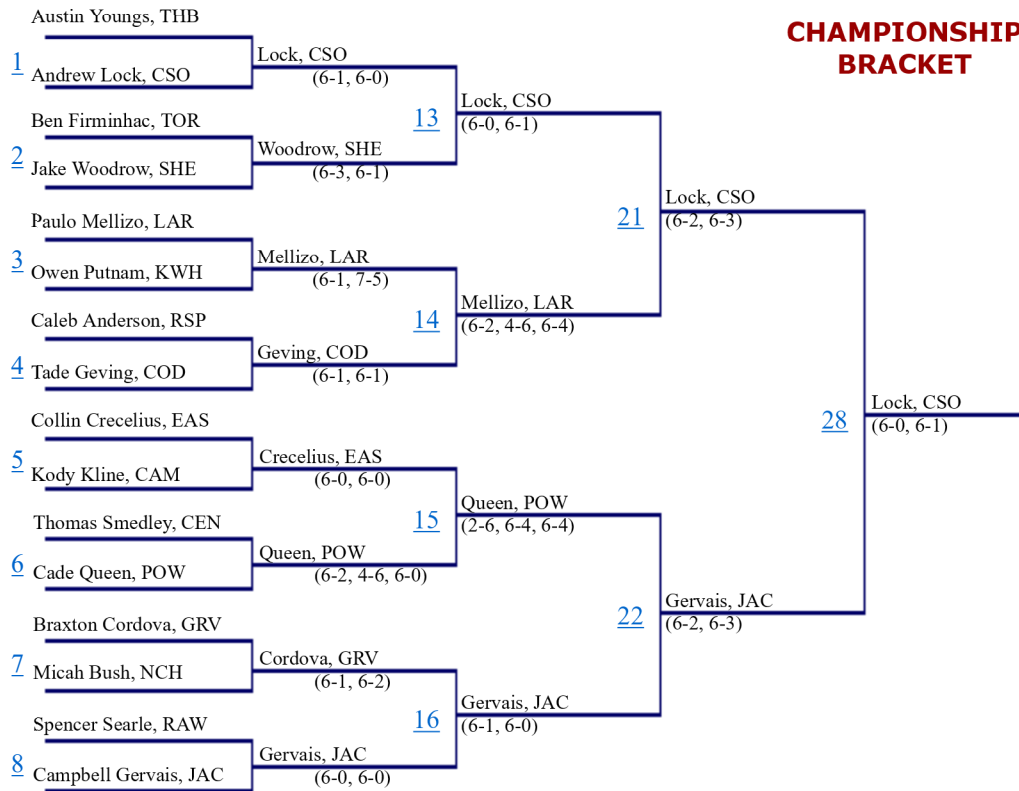 Austin Youngs, THB
CHAMPIONSHIP
BRACKET
1
Lock, CSO
(6-1, 6-0)
Andrew Lock, CSO
Lock, CSO
(6-0, 6-1)
13
Ben Firminhac, TOR
2
Woodrow, SHE
(6-3, 6-1)
Jake Woodrow, SHE
Lock, CSO
(6-2, 6-3)
21
Paulo Mellizo, LAR
3
Mellizo, LAR
(6-1, 7-5)
Owen Putnam, KWH
Mellizo, LAR
(6-2, 4-6, 6-4)
14
Caleb Anderson, RSP
4
Geving, COD
(6-1, 6-1)
Tade Geving, COD
Lock, CSO
(6-0, 6-1)
28
Collin Crecelius, EAS
5
Crecelius, EAS
(6-0, 6-0)
Kody Kline, CAM
Queen, POW
(2-6, 6-4, 6-4)
15
Thomas Smedley, CEN
6
Queen, POW
(6-2, 4-6, 6-0)
Cade Queen, POW
Gervais, JAC
(6-2, 6-3)
22
Braxton Cordova, GRV
7
Cordova, GRV
(6-1, 6-2)
Micah Bush, NCH
Gervais, JAC
(6-1, 6-0)
16
Spencer Searle, RAW
8
Gervais, JAC
(6-0, 6-0)
Campbell Gervais, JAC